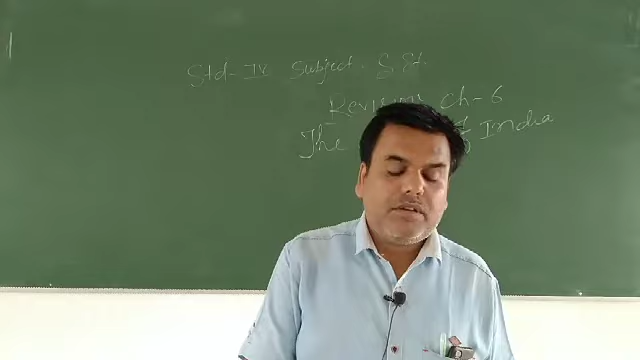 Std-IV Subject. S.St.
Revision Ch-6
The India